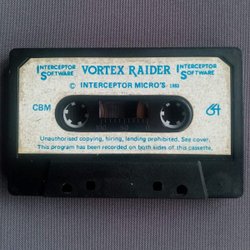 INTERCEPTOR SOFTWARE VORTEX RAIDER INTERCEPTOR SOFTWARE
© INTERCEPTOR MICRO'S 1983
CBM 64
Unauthorised copying, hiring, lending prohibited. See cover.
This program has been recorded on both sides of this cassette.